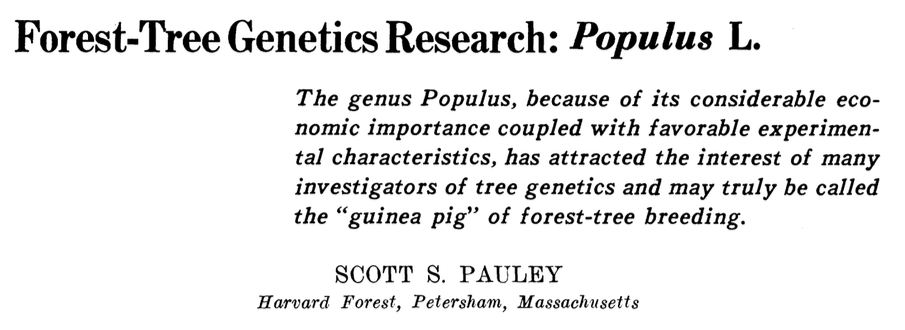 Forest-Tree Genetics Research: Populus L.
The genus Populus, because of its considerable eco-
nomic importance coupled with favorable experimen-
tal characteristics, has attracted the interest of many
investigators of tree genetics and may truly be called
the “guinea pig” of forest-tree breeding.
SCOTT S. PAULEY
Harvard Forest, Petersham, Massachusetts